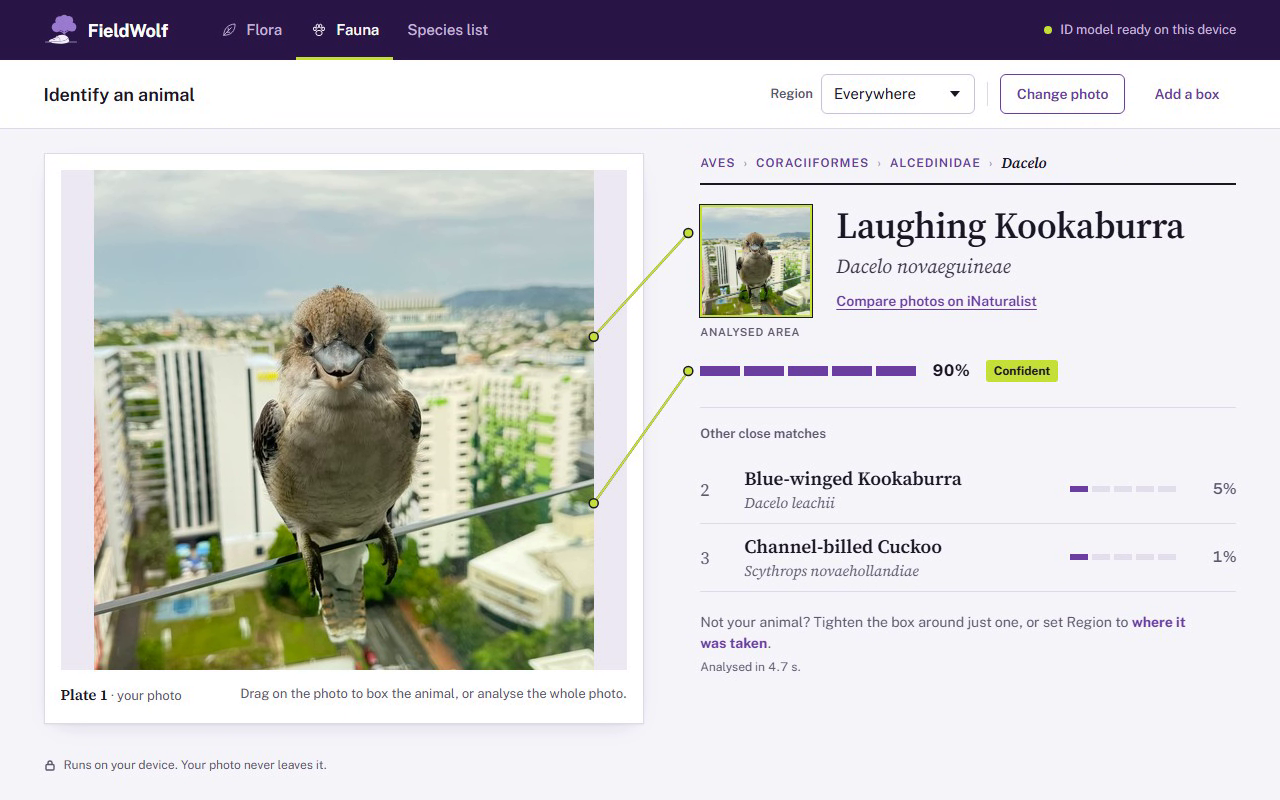 FieldWolf
Flora
Fauna
Species list
ID model ready on this device
Identify an animal
Region
Everywhere
Change photo
Add a box
AVES › CORACIIFORMES › ALCEDINIDAE › Dacelo
Laughing Kookaburra
Dacelo novaeguineae
Compare photos on iNaturalist
ANALYSED AREA
90%
Confident
Other close matches
2
Blue-winged Kookaburra
Dacelo leachii
5%
3
Channel-billed Cuckoo
Scythrops novaehollandiae
1%
Not your animal? Tighten the box around just one, or set Region to where it
was taken.
Analysed in 4.7 s.
Plate 1 · your photo
Drag on the photo to box the animal, or analyse the whole photo.
Runs on your device. Your photo never leaves it.